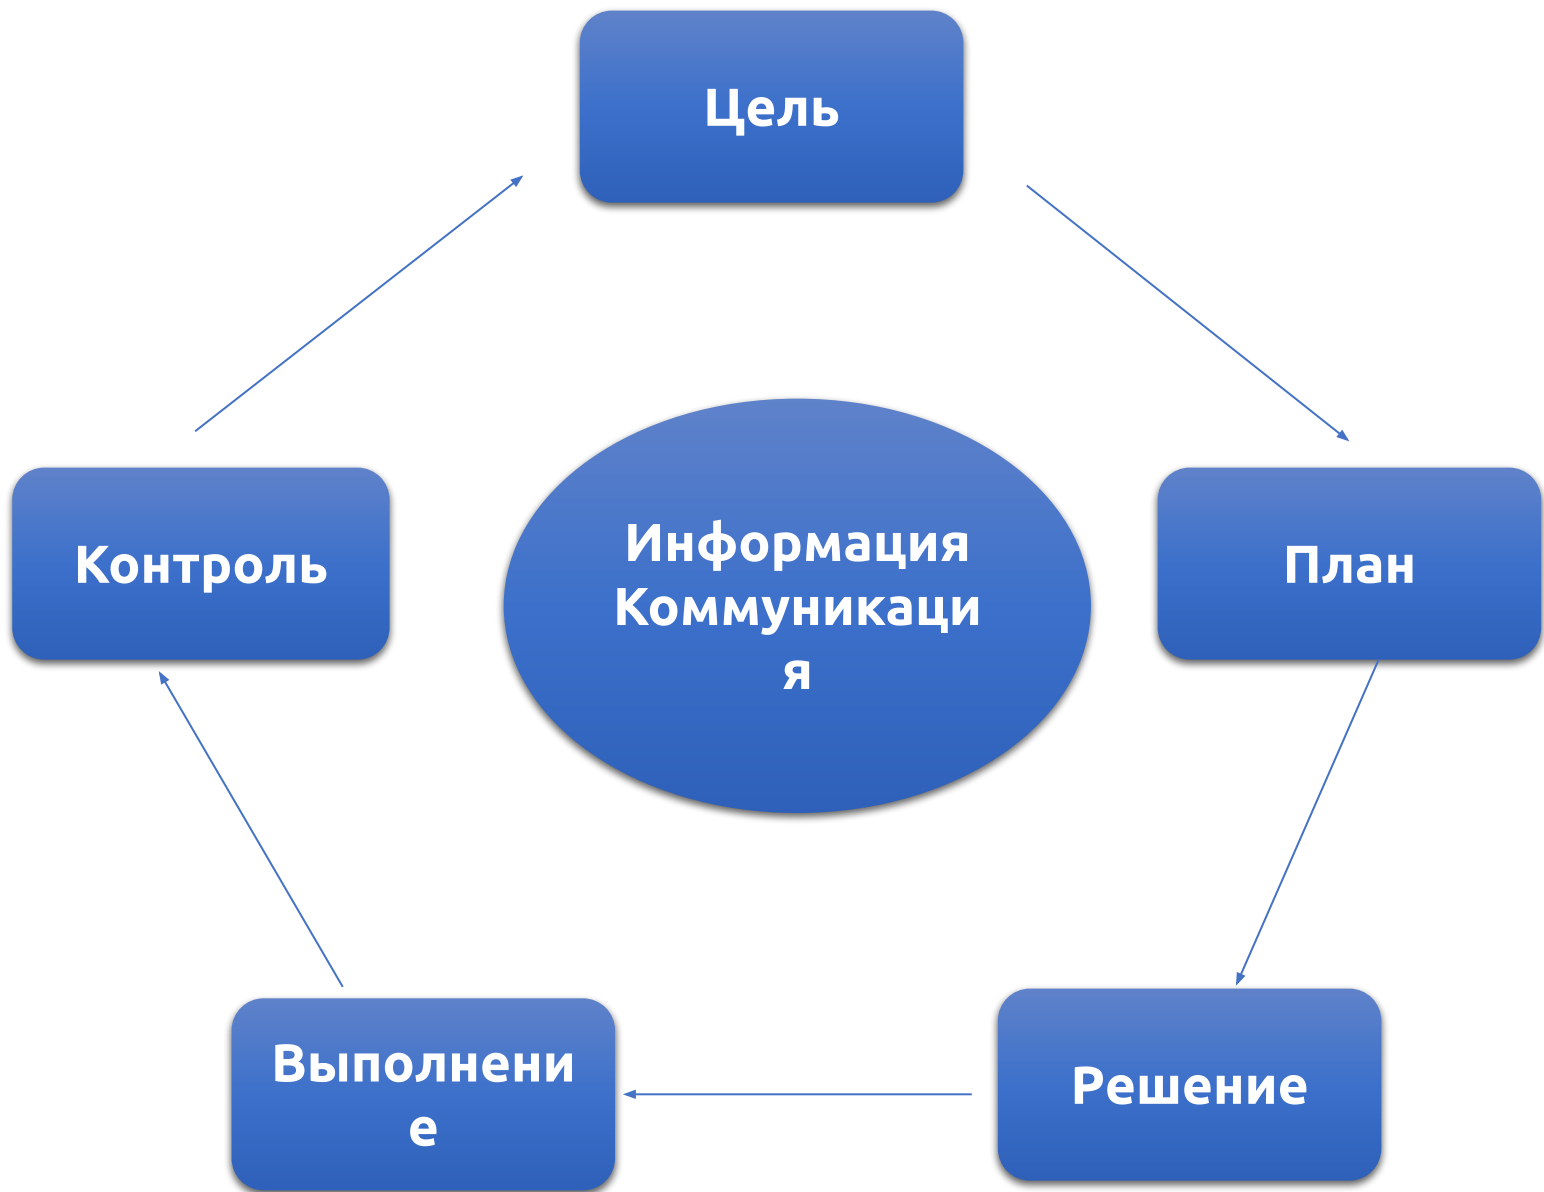 Цель
Контроль
Информация
Коммуникаци
я
План
Выполнени
е
Решение